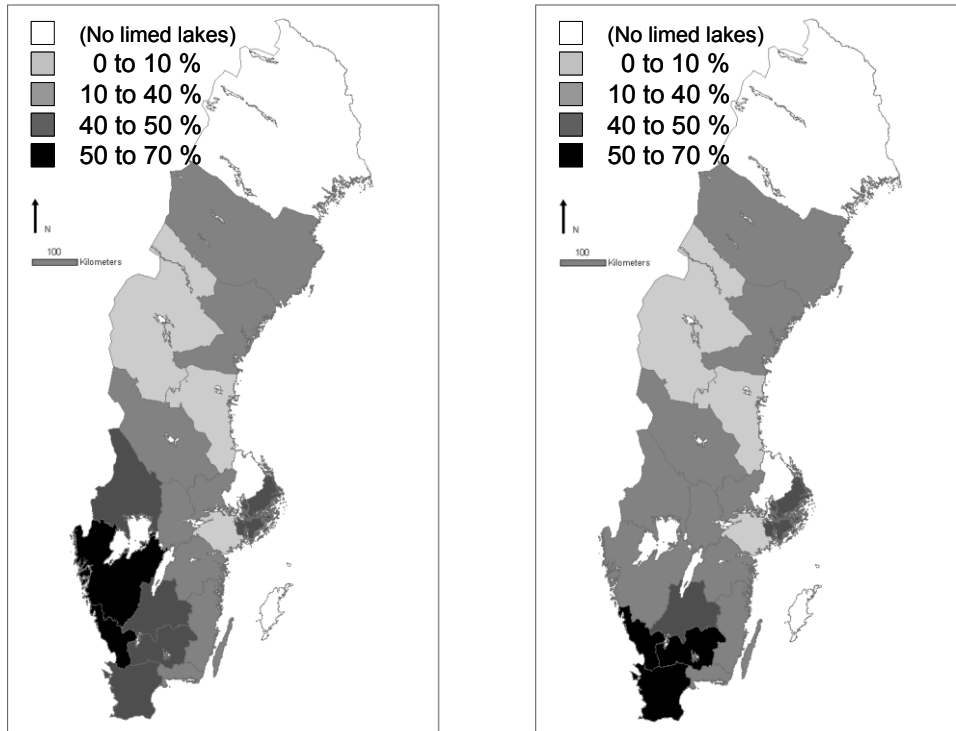 (No limed lakes)
0 to 10 %
10 to 40 %
40 to 50 %
50 to 70 %
N
100
Kilometers
(No limed lakes)
0 to 10 %
10 to 40 %
40 to 50 %
50 to 70 %
N
100
Kilometers